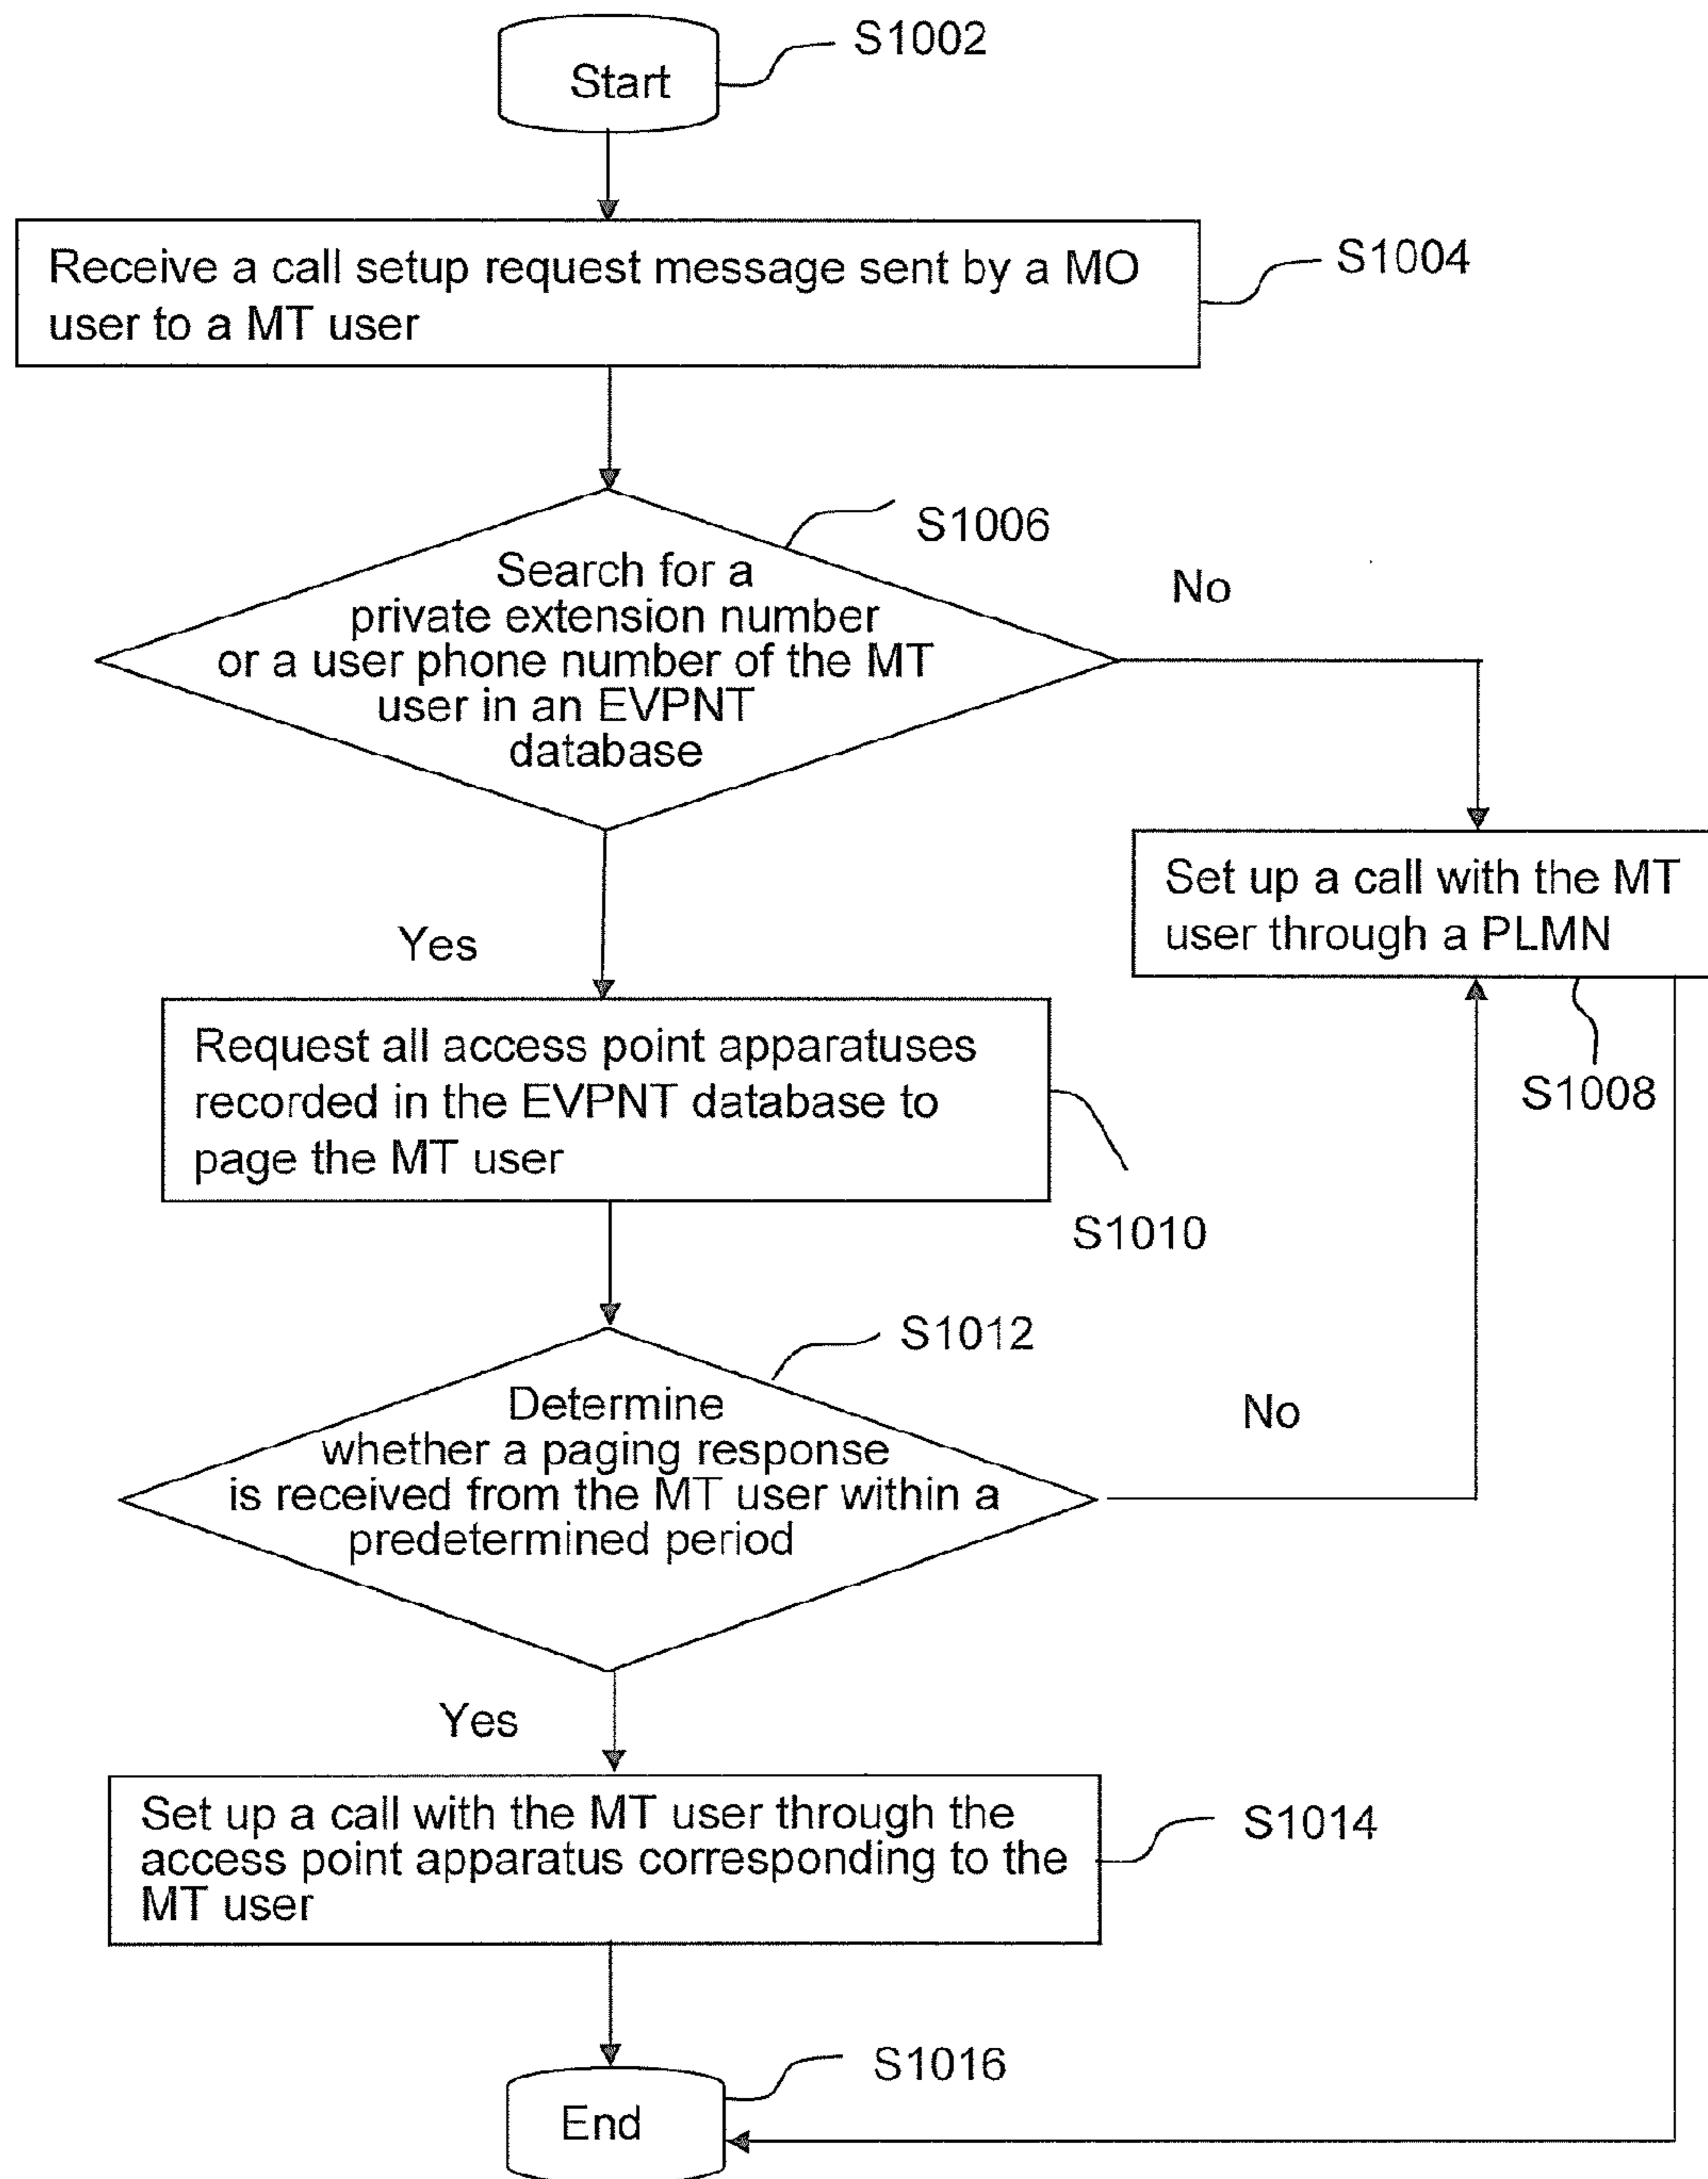 S1002
Start
Receive a call setup request message sent by a MO
user to a MT user
S1004
S1006
Search for a
private extension number
or a user phone number of the MT
user in an EVPNT
database
No
Yes
Set up a call with the MT
user through a PLMN
S1008
Request all access point apparatuses
recorded in the EVPNT database to
page the MT user
S1010
S1012
Determine
whether a paging response
is received from the MT user within a
predetermined period
No
Yes
Set up a call with the MT user through the
access point apparatus corresponding to the
MT user
S1014
S1016
End